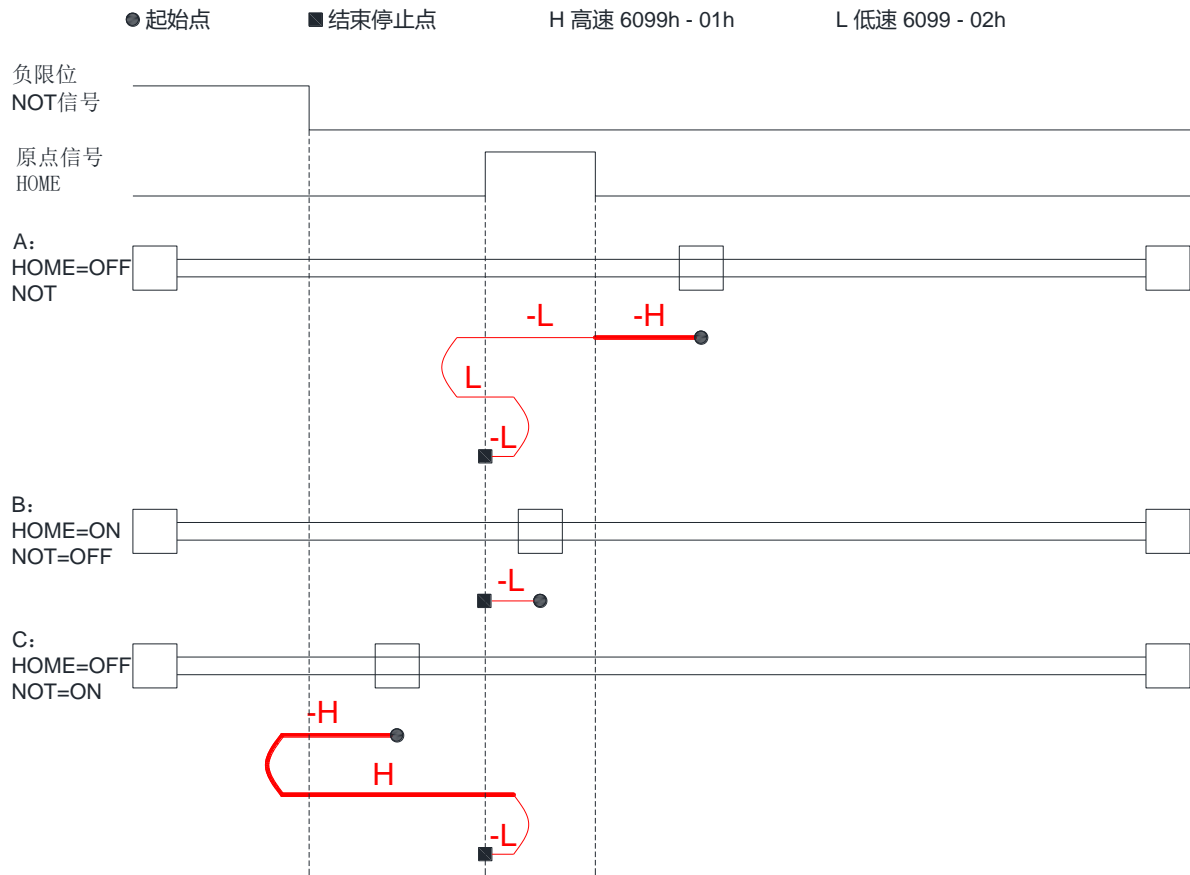 起始点 结束停止点 H 高速 6099h - 01h L 低速 6099 - 02h
负限位
NOT信号
原点信号
HOME
A：
HOME=OFF
NOT
-L -H
L
-L
B：
HOME=ON
NOT=OFF
-L
C：
HOME=OFF
NOT=ON
-H
H
-L